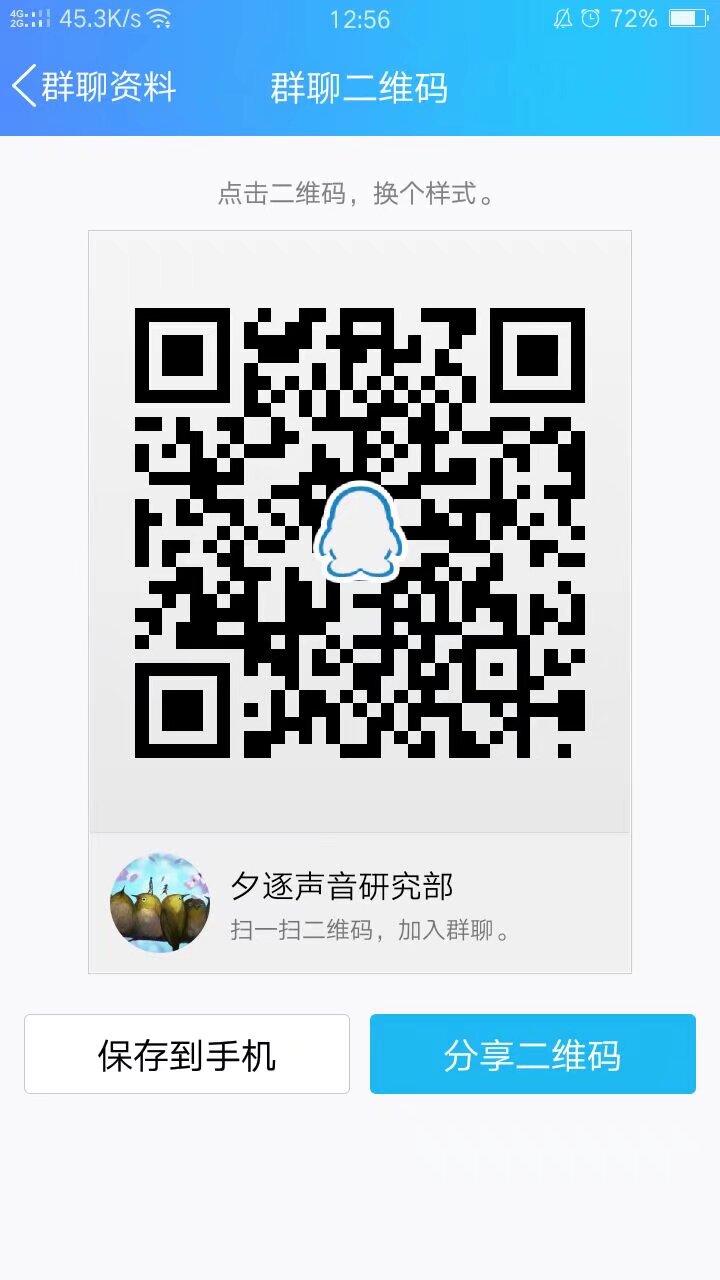 4G 2G 45.3K/s 12:56 72%
群聊资料 群聊二维码
点击二维码，换个样式。
夕逐声音研究部
扫一扫二维码，加入群聊。
保存到手机 分享二维码